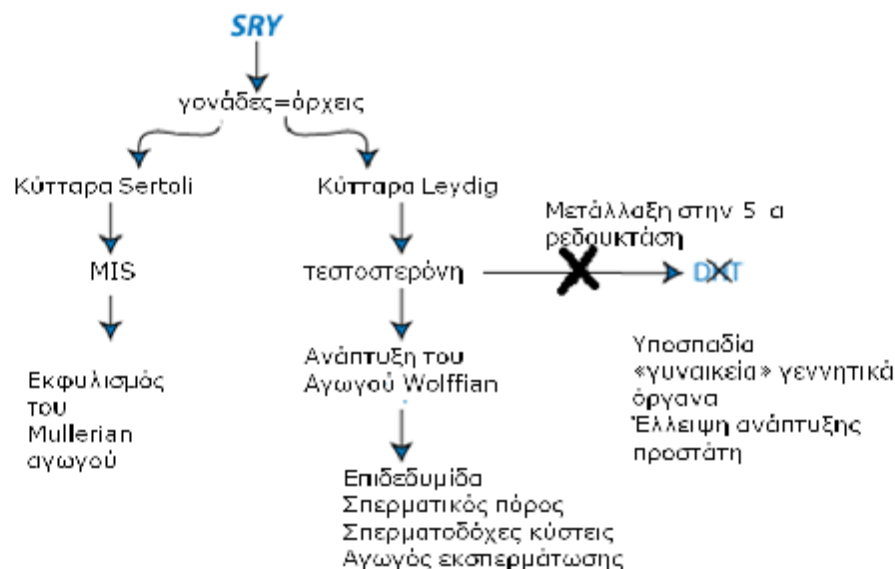 SRY
γονάδες=όρχεις
Κύτταρα Sertoli
Κύτταρα Leydig
Μετάλλαξη στην 5 α
ρεδουκτάση
MIS
τεστοστερόνη
DHT
Εκφυλισμός
του
Mullerian
αγωγού
Ανάπτυξη του
Αγωγού Wolffian
Υποσπαδία
«γυναικεία» γεννητικά
όργανα
Έλλειψη ανάπτυξης
προστάτη
Επιδεδυμίδα
Σπερματικός πόρος
Σπερματοδόχες κύστεις
Αγωγός εκσπερμάτωσης